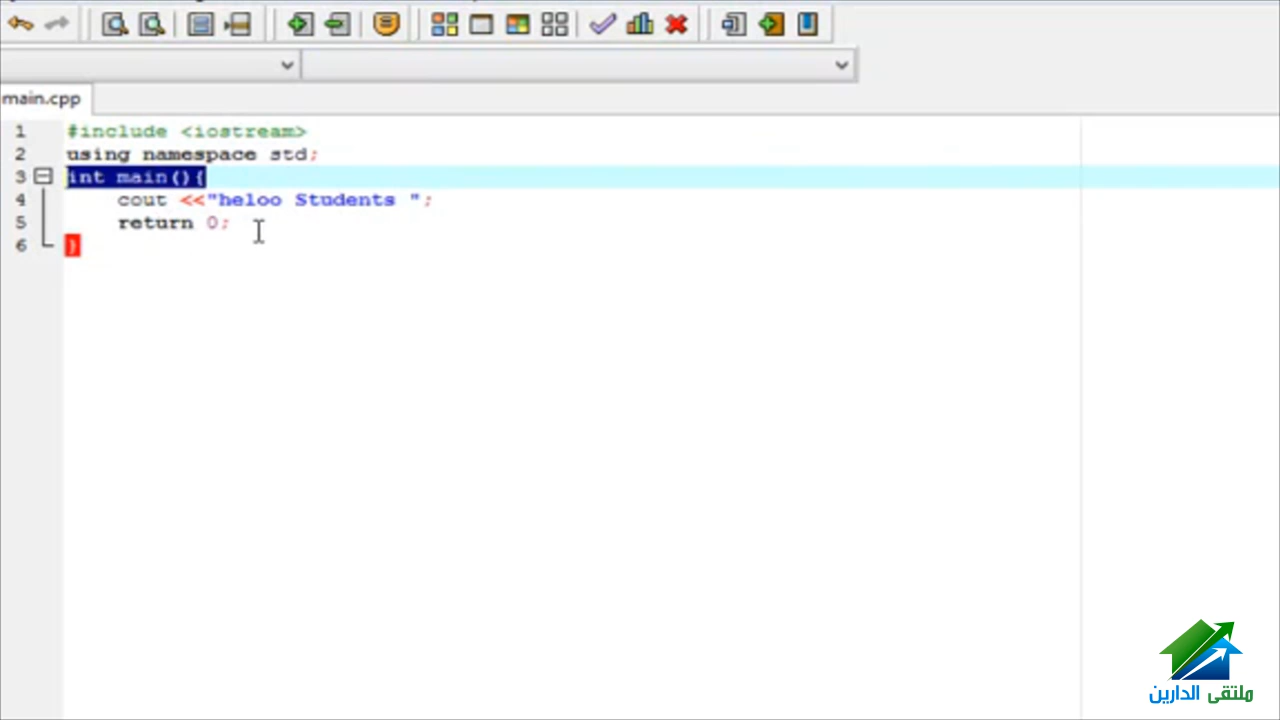 main.cpp
1 #include <iostream>
2 using namespace std;
3 int main(){
4 cout <<"heloo Students ";
5 return 0;
6 }
ملتقى الدارين